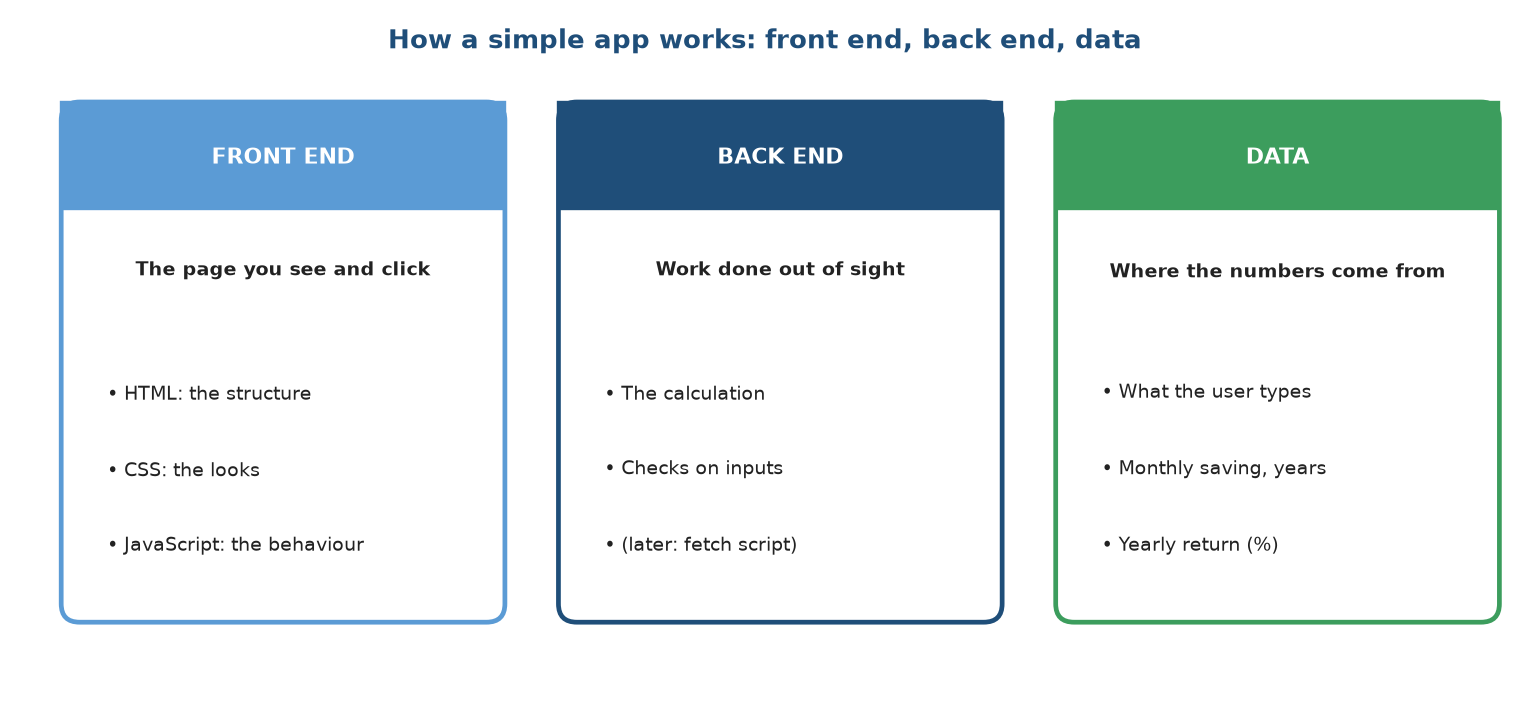 How a simple app works: front end, back end, data
FRONT END
The page you see and click
• HTML: the structure
• CSS: the looks
• JavaScript: the behaviour
BACK END
Work done out of sight
• The calculation
• Checks on inputs
• (later: fetch script)
DATA
Where the numbers come from
• What the user types
• Monthly saving, years
• Yearly return (%)